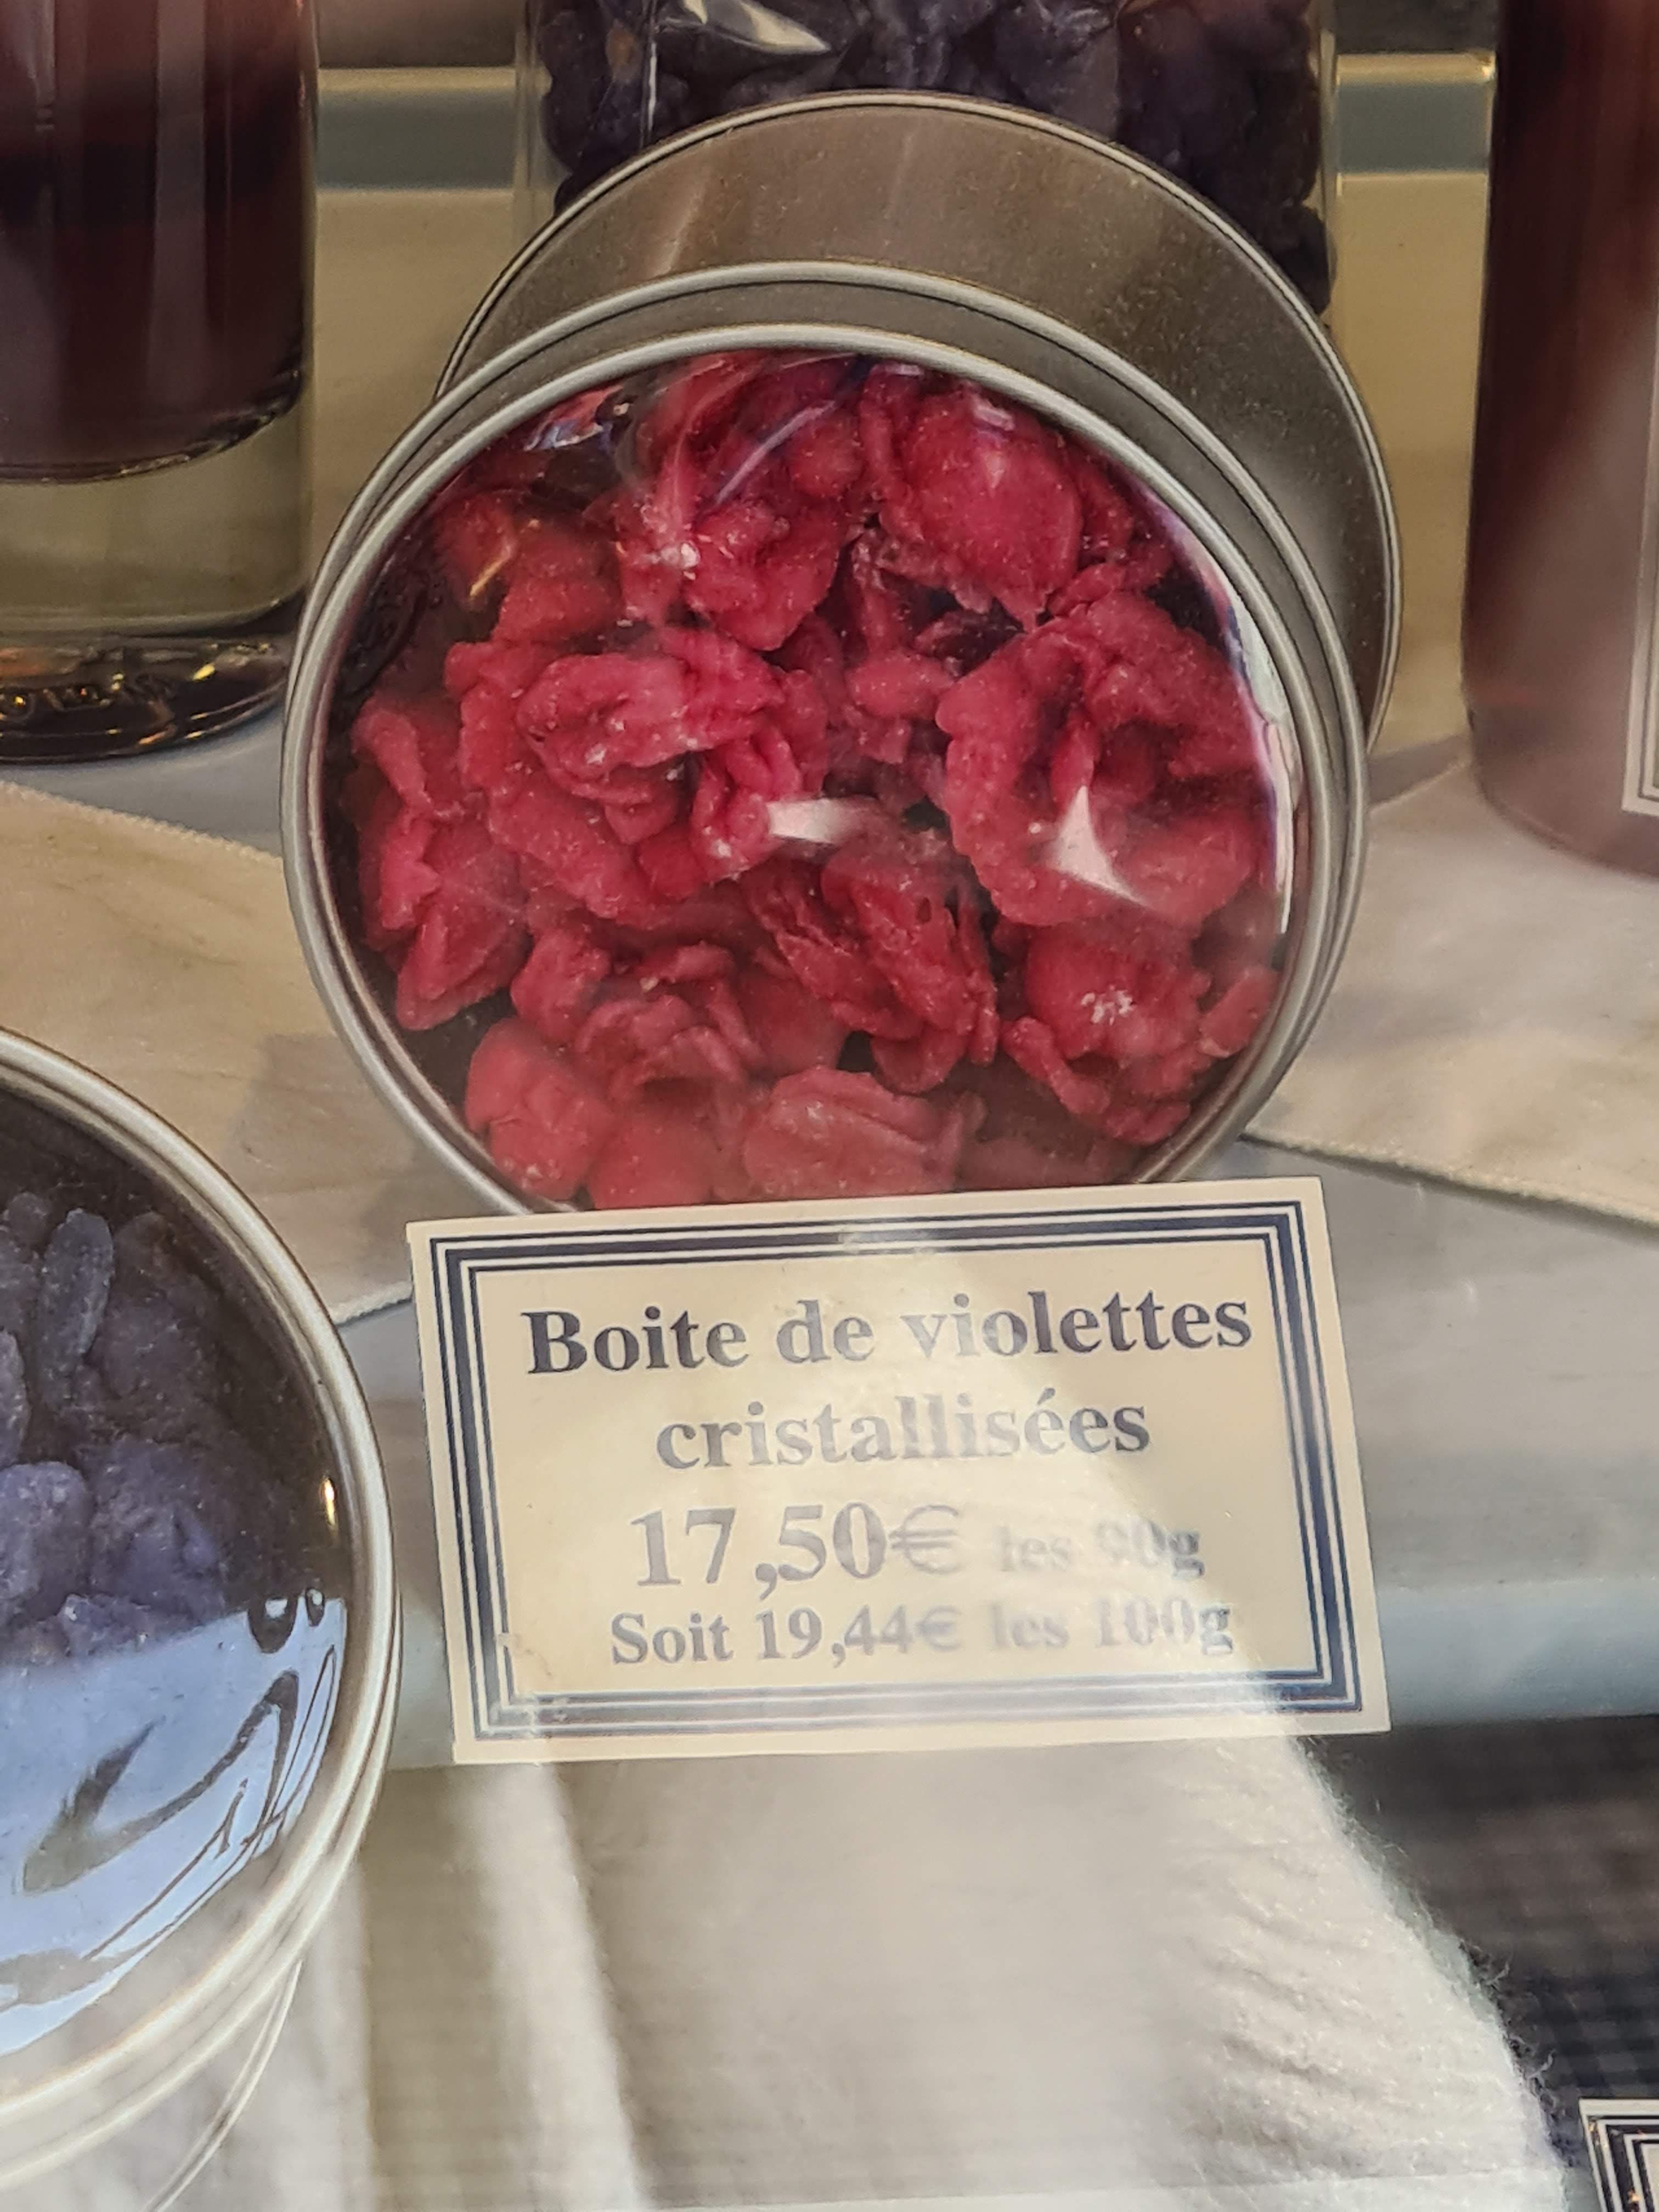 Boite de violettes
cristallisées
17,50€ les 90g
Soit 19,44€ les 100g